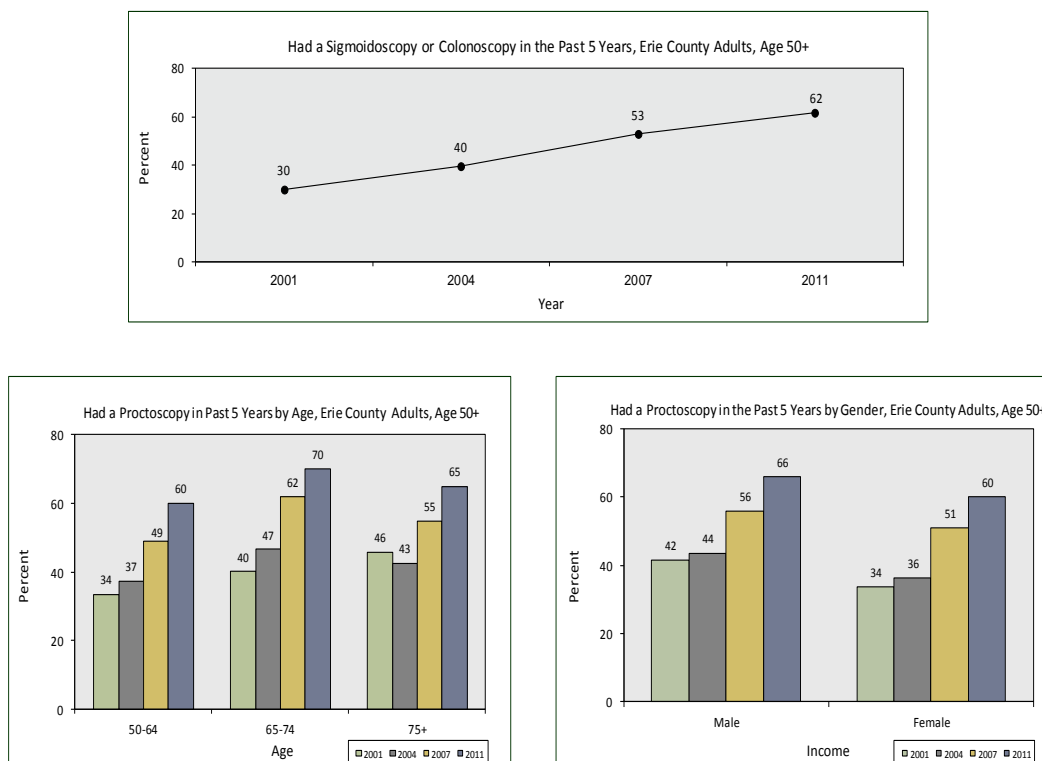 Had a Sigmoidoscopy or Colonoscopy in the Past 5 Years, Erie County Adults, Age 50+
80
60
40
20
0
Percent
30
40
53
62
2001 2004 2007 2011
Year
Had a Proctoscopy in Past 5 Years by Age, Erie County Adults, Age 50+
80
60
40
20
0
Percent
34 37 49 60
40 47 62 70
46 43 55 65
50-64 65-74 75+
Age
2001 2004 2007 2011
Had a Proctoscopy in the Past 5 Years by Gender, Erie County Adults, Age 50+
80
60
40
20
0
Percent
42 44 56 66
34 36 51 60
Male Female
Income
2001 2004 2007 2011